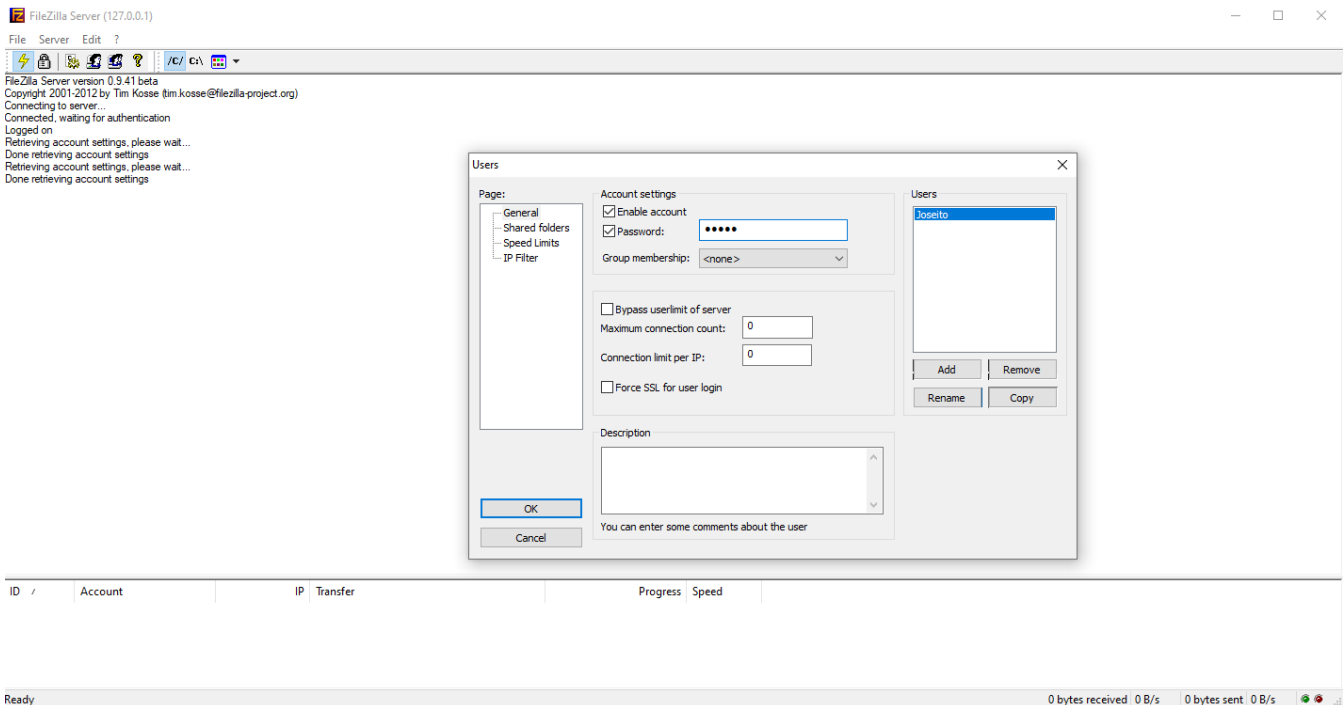 FileZilla Server (127.0.0.1)
File Server Edit ?
/C/ C:\
FileZilla Server version 0.9.41 beta
Copyright 2001-2012 by Tim Kosse (tim.kosse@filezilla-project.org)
Connecting to server...
Connected, waiting for authentication
Logged on
Retrieving account settings, please wait...
Done retrieving account settings
Retrieving account settings, please wait...
Done retrieving account settings
Users
Page:
General
Shared folders
Speed Limits
IP Filter
OK
Cancel
Account settings
Enable account
Password: •••••
Group membership: <none>
Bypass userlimit of server
Maximum connection count: 0
Connection limit per IP: 0
Force SSL for user login
Description
You can enter some comments about the user
Users
Joseito
Add Remove
Rename Copy
ID / Account IP Transfer Progress Speed
Ready 0 bytes received 0 B/s 0 bytes sent 0 B/s